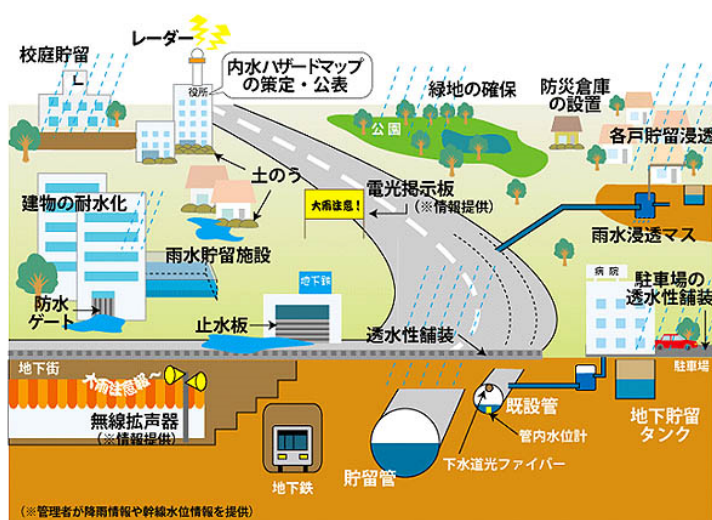 レーダー
校庭貯留
役所
内水ハザードマップ
の策定・公表
緑地の確保
公園
防災倉庫
の設置
各戸貯留浸透
土のう
建物の耐水化
大雨注意！
電光掲示板
（※情報提供）
雨水貯留施設
雨水浸透マス
地下鉄
病院
駐車場の
透水性舗装
防水
ゲート
止水板
透水性舗装
地下街
駐車場
大雨注意報〜
無線拡声器
（※情報提供）
既設管
管内水位計
地下貯留
タンク
下水道光ファイバー
地下鉄
貯留管
（※管理者が降雨情報や幹線水位情報を提供）